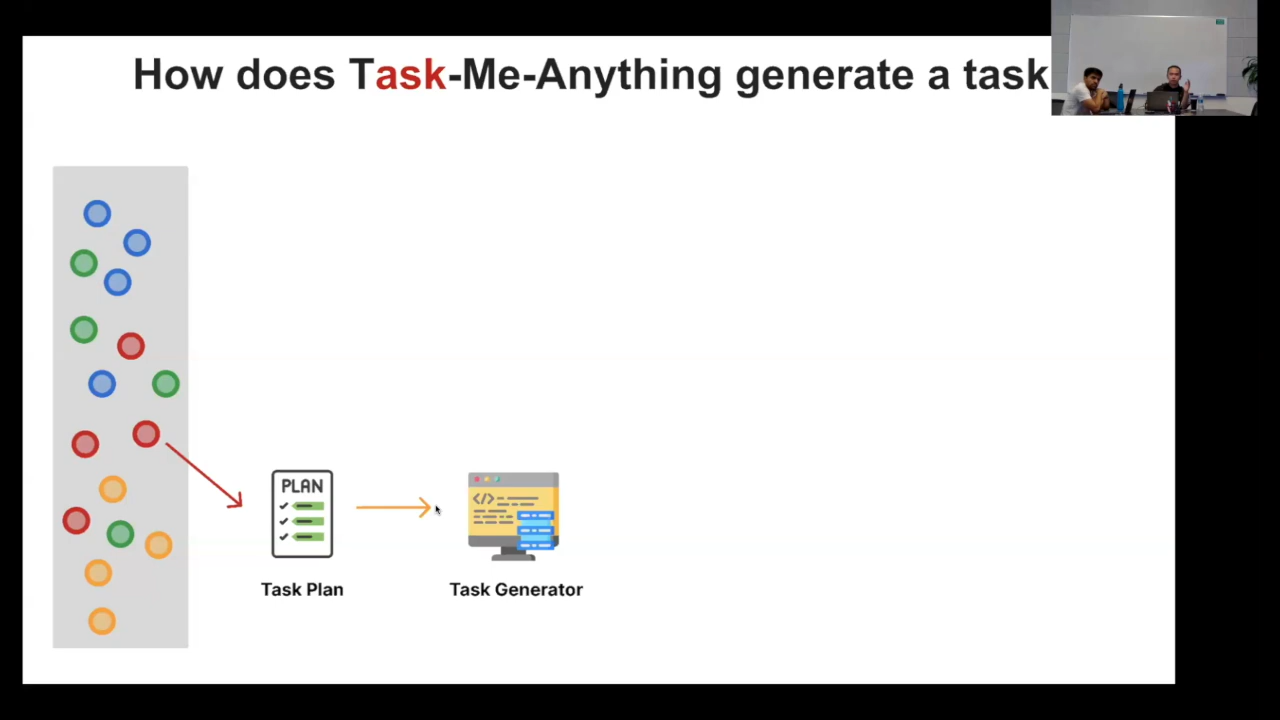 How does Task-Me-Anything generate a task
PLAN
</>
Task Plan
Task Generator